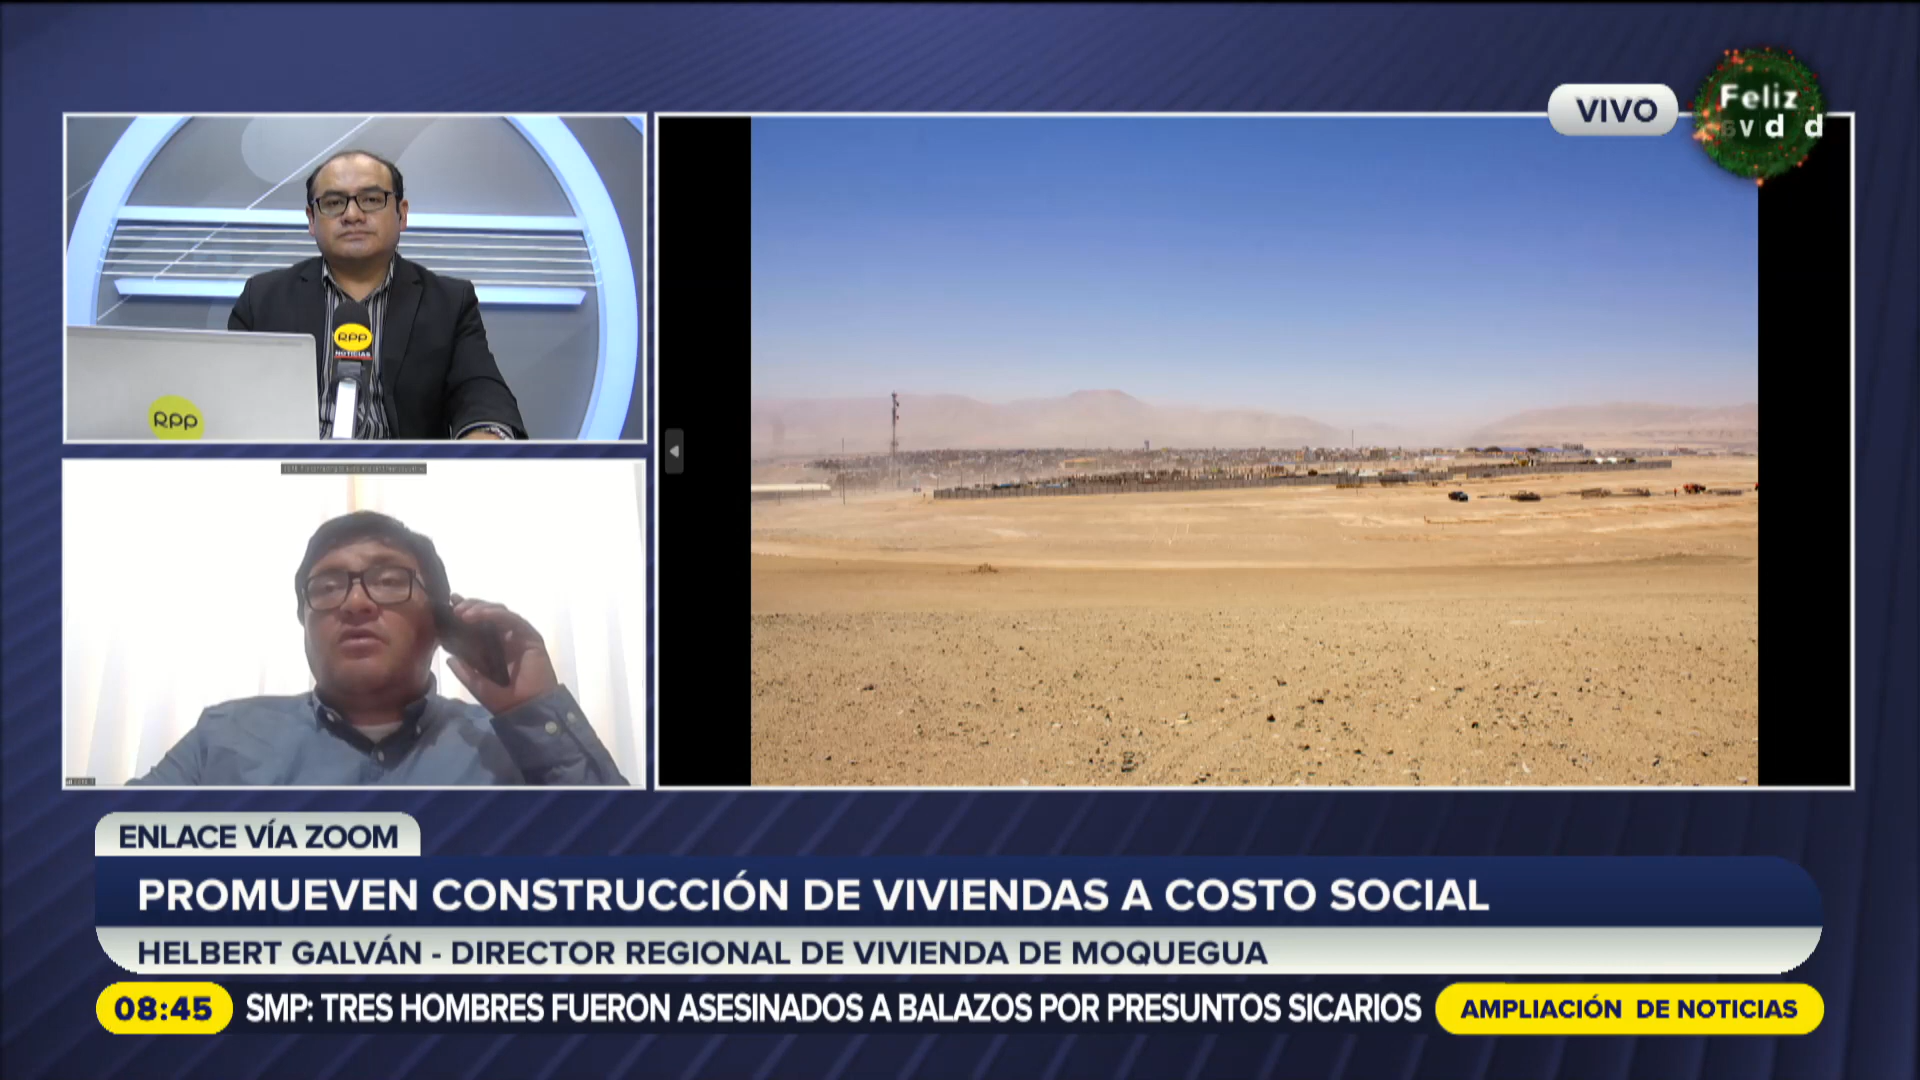 VIVO
Feliz
RPP
NOTICIAS
RPP
ENLACE VÍA ZOOM
PROMUEVEN CONSTRUCCIÓN DE VIVIENDAS A COSTO SOCIAL
HELBERT GALVÁN - DIRECTOR REGIONAL DE VIVIENDA DE MOQUEGUA
08:45 SMP: TRES HOMBRES FUERON ASESINADOS A BALAZOS POR PRESUNTOS SICARIOS AMPLIACIÓN DE NOTICIAS